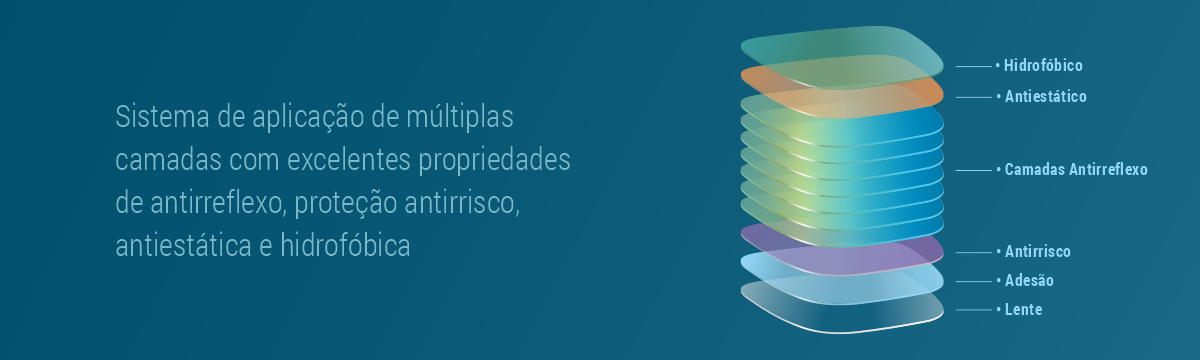 Sistema de aplicação de múltiplas
camadas com excelentes propriedades
de antirreflexo, proteção antirrisco,
antiestática e hidrofóbica
• Hidrofóbico
• Antiestático
• Camadas Antirreflexo
• Antirrisco
• Adesão
• Lente